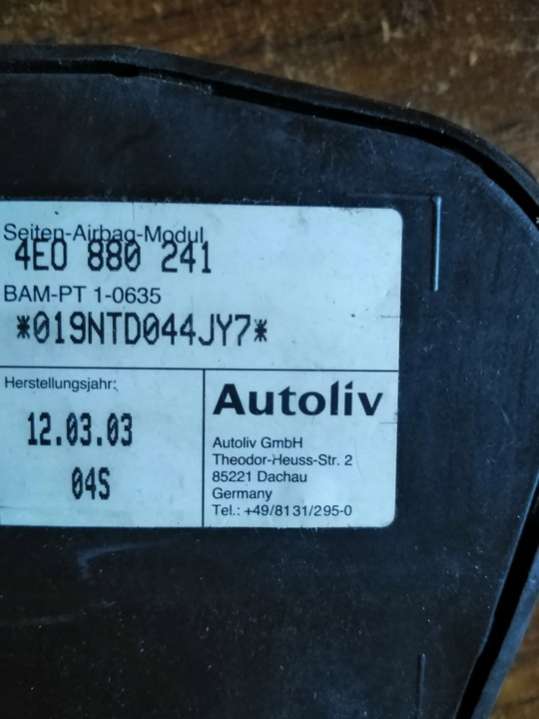 Seiten-Airbag-Modul
4E0 880 241
BAM-PT 1-0635
*019NTD044JY7*
Herstellungsjahr:
12.03.03
04S
Autoliv
Autoliv GmbH
Theodor-Heuss-Str. 2
85221 Dachau
Germany
Tel.: +49/8131/295-0